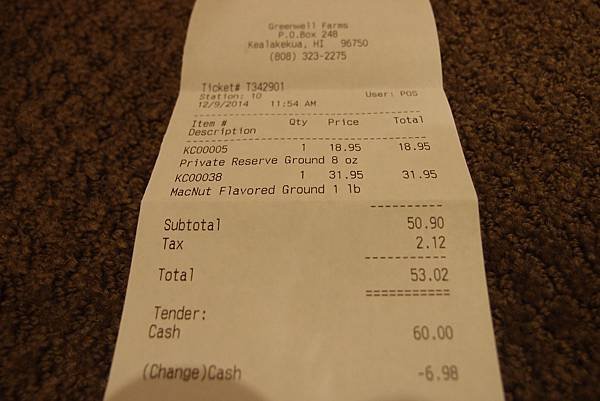 Greenwell Farms
P.O.Box 248
Kealakekua, HI 96750
(808) 323-2275
Ticket# T342901
Station: 10 User: POS
12/9/2014 11:54 AM
Item # Qty Price Total
Description
KC00005 1 18.95 18.95
Private Reserve Ground 8 oz
KC00038 1 31.95 31.95
MacNut Flavored Ground 1 lb
Subtotal 50.90
Tax 2.12
Total 53.02
Tender:
Cash 60.00
(Change)Cash -6.98